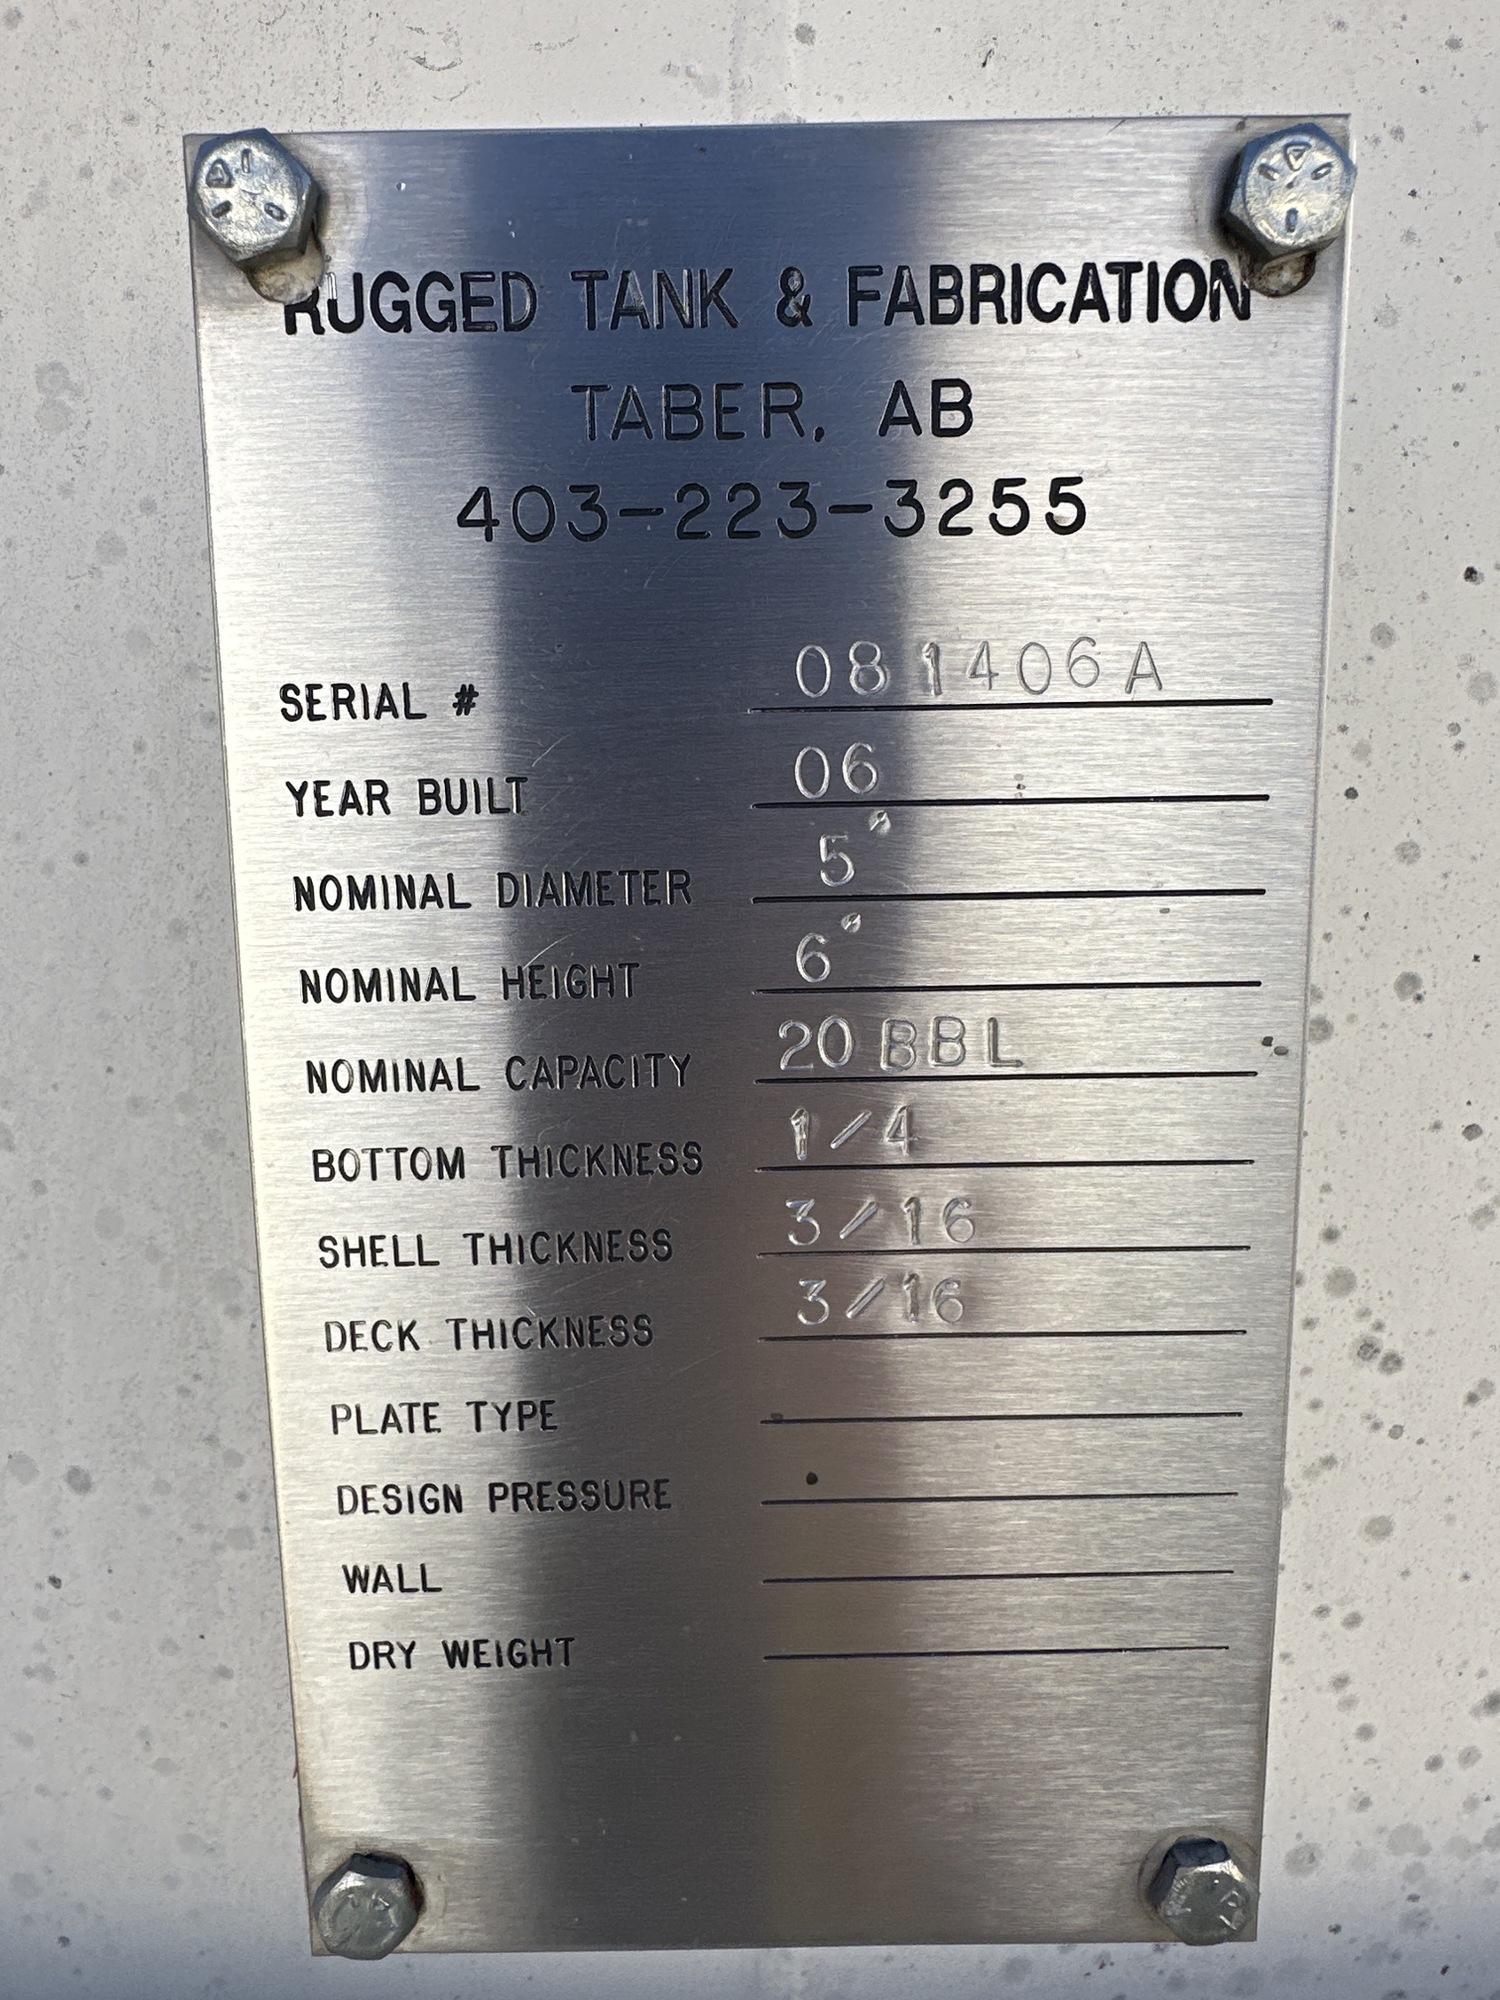 RUGGED TANK & FABRICATION
TABER, AB
403-223-3255
SERIAL # 081406A
YEAR BUILT 06
NOMINAL DIAMETER 5'
NOMINAL HEIGHT 6'
NOMINAL CAPACITY 20 BBL
BOTTOM THICKNESS 1/4
SHELL THICKNESS 3/16
DECK THICKNESS 3/16
PLATE TYPE
DESIGN PRESSURE
WALL
DRY WEIGHT